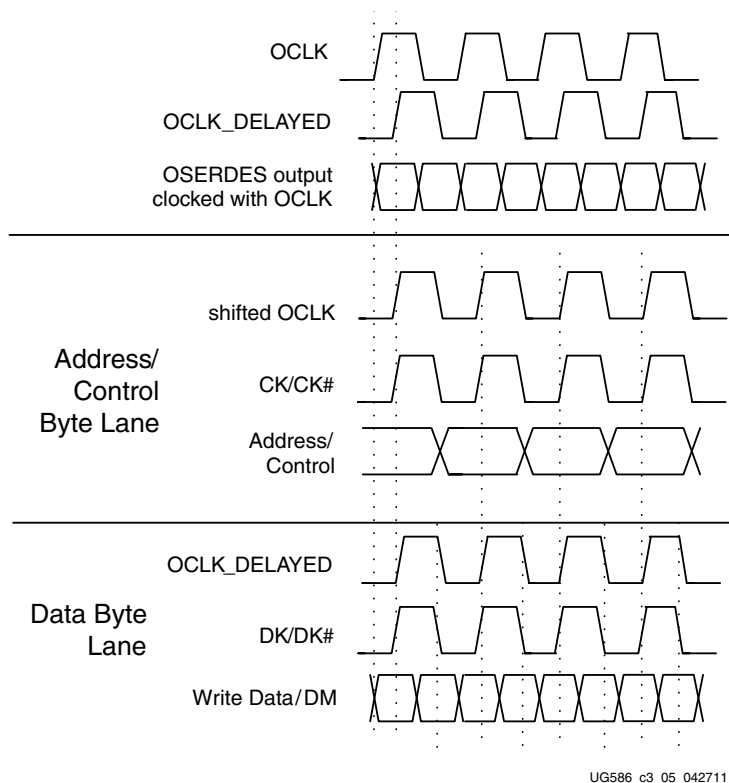 OCLK
OCLK_DELAYED
OSERDES output
clocked with OCLK
shifted OCLK
Address/
Control
Byte Lane
CK/CK#
Address/
Control
OCLK_DELAYED
Data Byte
Lane
DK/DK#
Write Data/DM
UG586_c3_05_042711